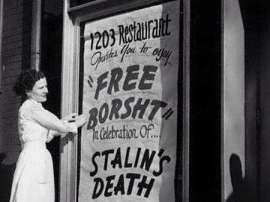 1203 Restaurant
Invites You to enjoy
"FREE
BORSHT"
In Celebration Of...
STALIN'S
DEATH